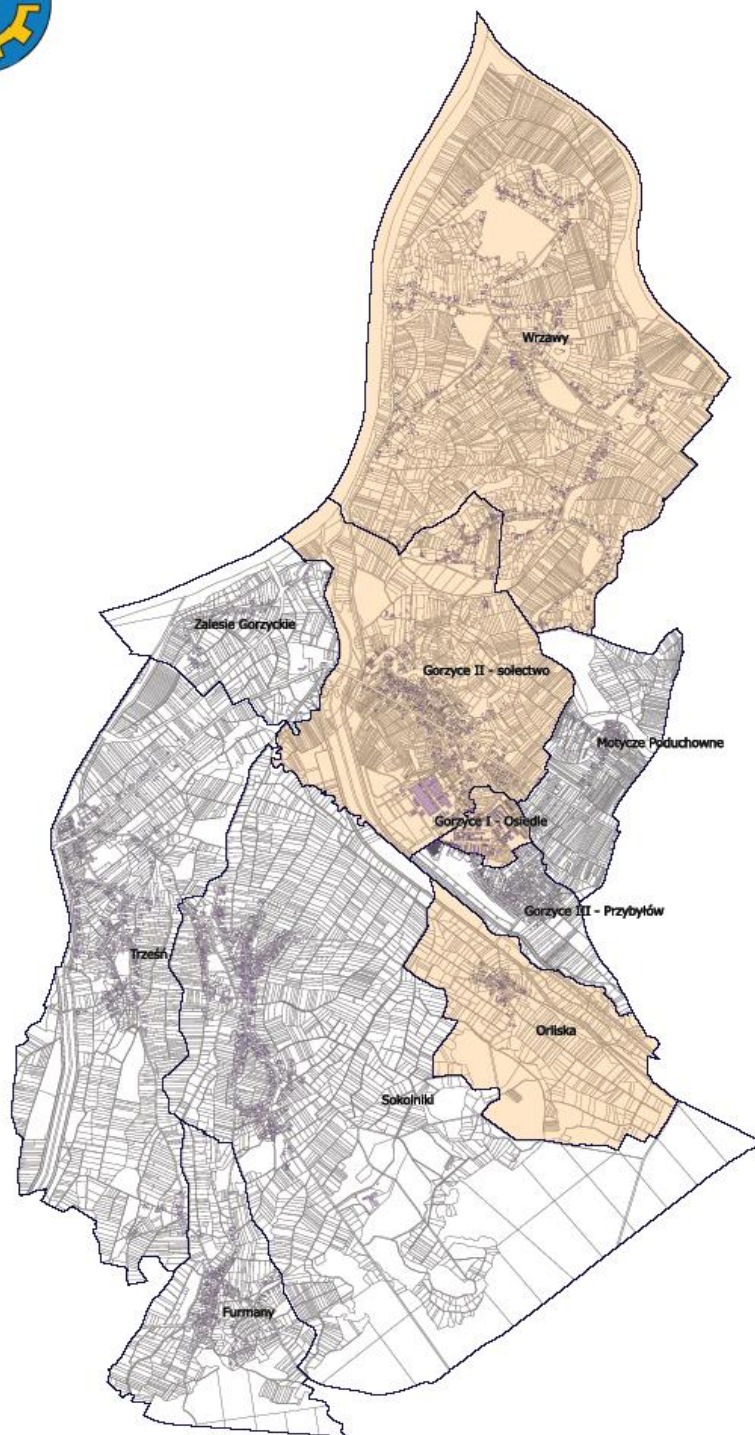 Wrzawy
Zalesie Gorzyckie
Gorzyce II - sołectwo
Motycze Poduchowne
Gorzyce I - Osiedle
Gorzyce III - Przybyłów
Trześń
Orliska
Sokolniki
Furmany